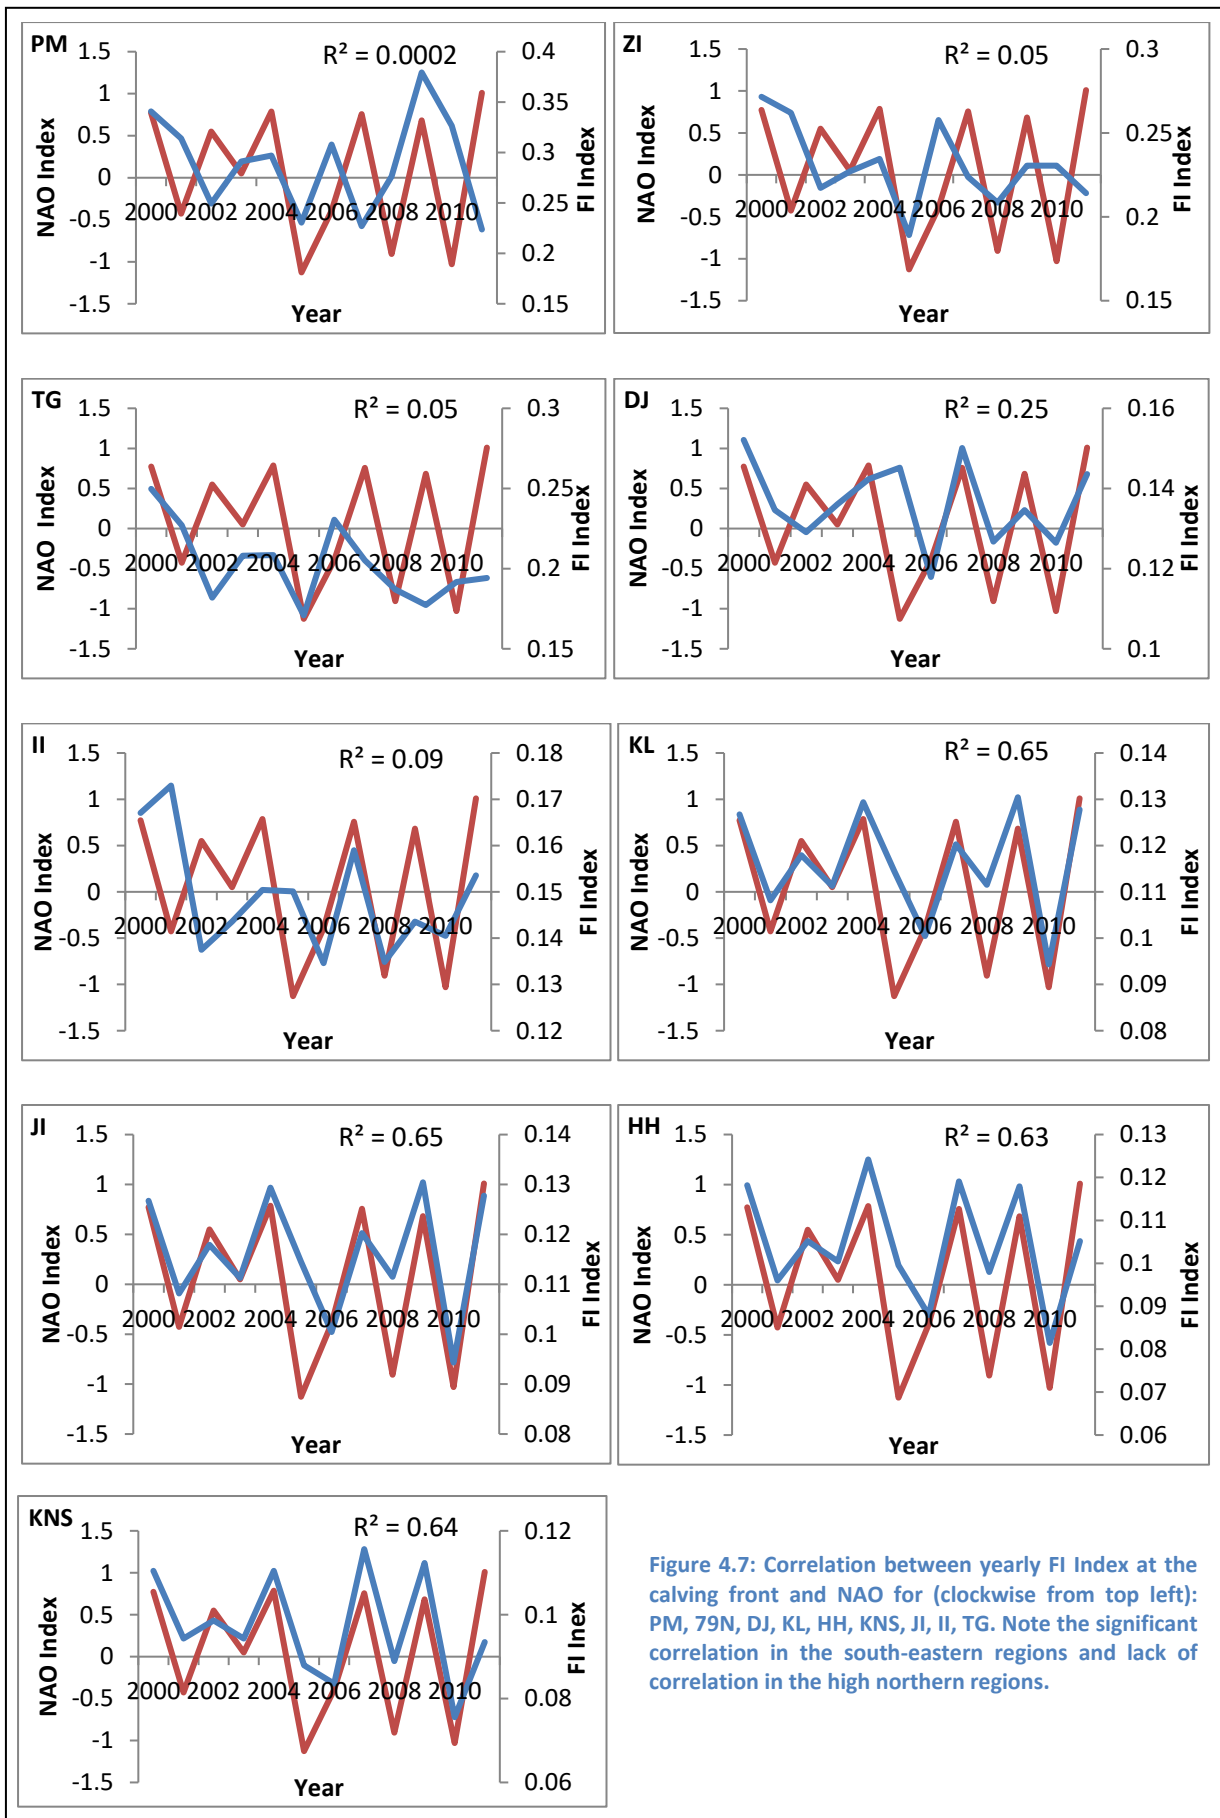 PM
R² = 0.0002
1.5
1
0.5
0
-0.5
-1
-1.5
0.4
0.35
0.3
0.25
0.2
0.15
2000 2002 2004 2006 2008 2010
NAO Index
FI Index
Year
ZI
R² = 0.05
1.5
1
0.5
0
-0.5
-1
-1.5
0.3
0.25
0.2
0.15
2000 2002 2004 2006 2008 2010
NAO Index
FI Index
Year
TG
R² = 0.05
1.5
1
0.5
0
-0.5
-1
-1.5
0.3
0.25
0.2
0.15
2000 2002 2004 2006 2008 2010
NAO Index
FI Index
Year
DJ
R² = 0.25
1.5
1
0.5
0
-0.5
-1
-1.5
0.16
0.14
0.12
0.1
2000 2002 2004 2006 2008 2010
NAO Index
FI Index
Year
II
R² = 0.09
1.5
1
0.5
0
-0.5
-1
-1.5
0.18
0.17
0.16
0.15
0.14
0.13
0.12
2000 2002 2004 2006 2008 2010
NAO Index
FI Index
Year
KL
R² = 0.65
1.5
1
0.5
0
-0.5
-1
-1.5
0.14
0.13
0.12
0.11
0.1
0.09
0.08
2000 2002 2004 2006 2008 2010
NAO Index
FI Index
Year
JI
R² = 0.65
1.5
1
0.5
0
-0.5
-1
-1.5
0.14
0.13
0.12
0.11
0.1
0.09
0.08
2000 2002 2004 2006 2008 2010
NAO Index
FI Index
Year
HH
R² = 0.63
1.5
1
0.5
0
-0.5
-1
-1.5
0.13
0.12
0.11
0.1
0.09
0.08
0.07
0.06
2000 2002 2004 2006 2008 2010
NAO Index
FI Index
Year
KNS
R² = 0.64
1.5
1
0.5
0
-0.5
-1
-1.5
0.12
0.1
0.08
0.06
2000 2002 2004 2006 2008 2010
NAO Index
FI Inex
Year
Figure 4.7: Correlation between yearly FI Index at the
calving front and NAO for (clockwise from top left):
PM, 79N, DJ, KL, HH, KNS, JI, II, TG. Note the significant
correlation in the south-eastern regions and lack of
correlation in the high northern regions.